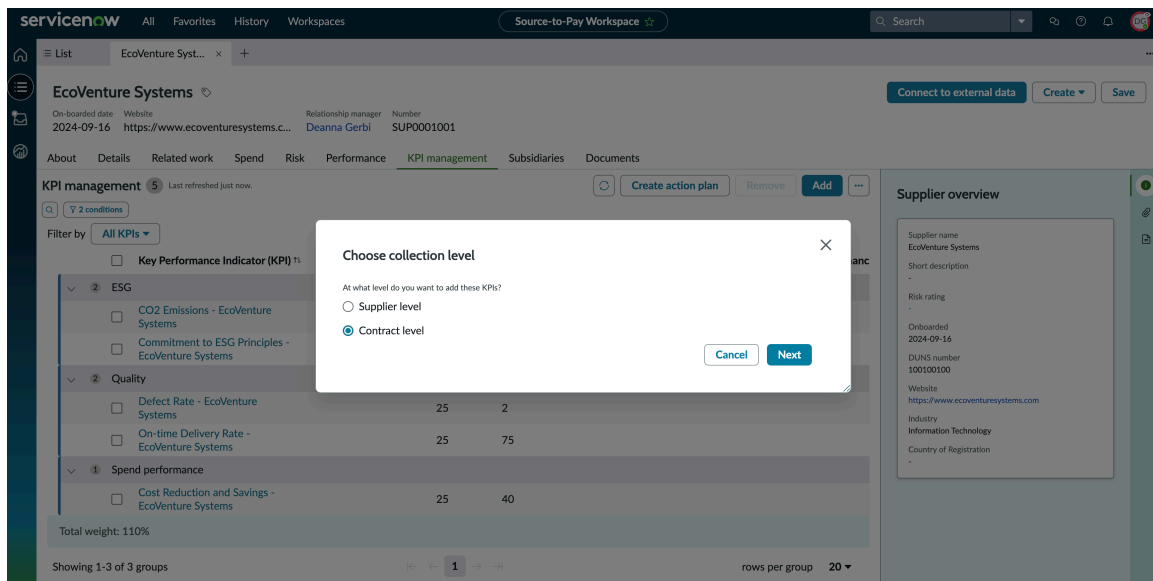 servicenow All Favorites History Workspaces Source-to-Pay Workspace Search DG
List EcoVenture Syst...
EcoVenture Systems Connect to external data Create Save
On-boarded date Website Relationship manager Number
2024-09-16 https://www.ecoventuresystems.c... Deanna Gerbi SUP0001001
About Details Related work Spend Risk Performance KPI management Subsidiaries Documents
KPI management 5 Last refreshed just now. Create action plan Remove Add
2 conditions
Filter by All KPIs
Key Performance Indicator (KPI) anc
2 ESG
CO2 Emissions - EcoVenture
Systems
Commitment to ESG Principles -
EcoVenture Systems
2 Quality
Defect Rate - EcoVenture
Systems
25 2
On-time Delivery Rate -
EcoVenture Systems
25 75
1 Spend performance
Cost Reduction and Savings -
EcoVenture Systems
25 40
Total weight: 110%
Showing 1-3 of 3 groups 1 rows per group 20
Choose collection level
At what level do you want to add these KPIs?
Supplier level
Contract level
Cancel Next
Supplier overview
Supplier name
EcoVenture Systems
Short description
-
Risk rating
-
Onboarded
2024-09-16
DUNS number
100100100
Website
https://www.ecoventuresystems.com
Industry
Information Technology
Country of Registration
-